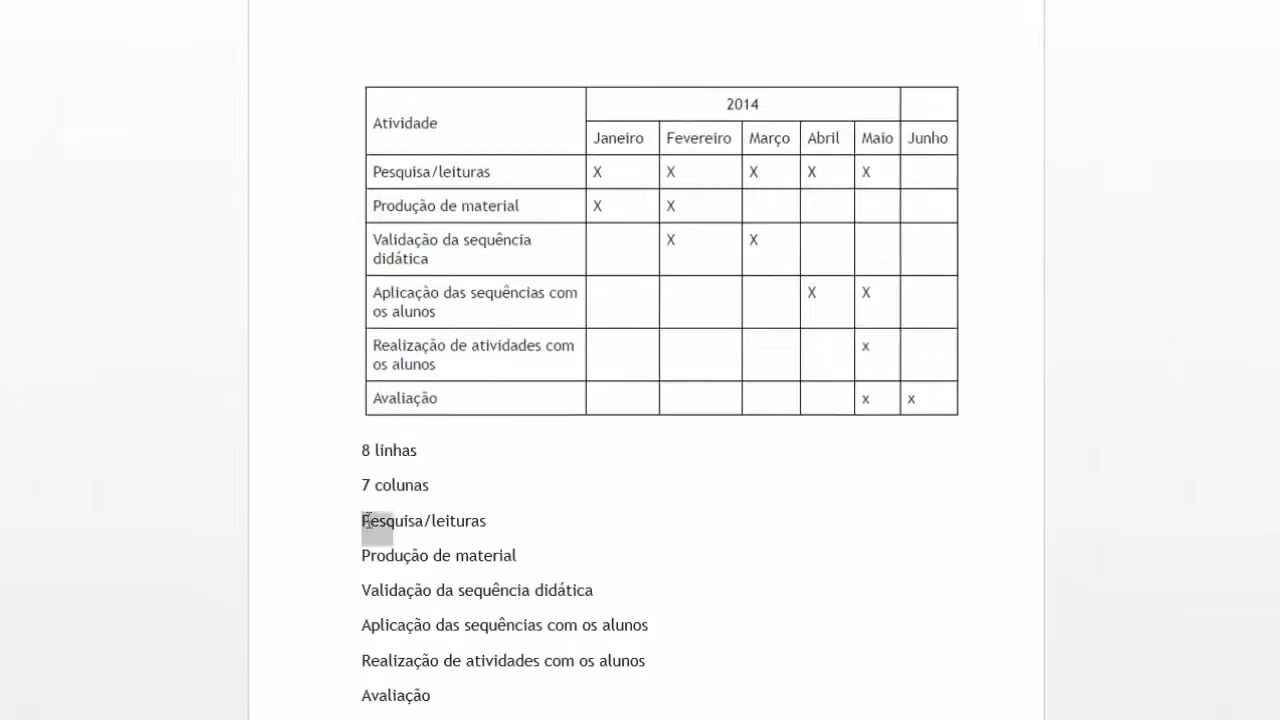 2014
Atividade
Janeiro Fevereiro Março Abril Maio Junho
Pesquisa/leituras X X X X X
Produção de material X X
Validação da sequência X X
didática
Aplicação das sequências com X X
os alunos
Realização de atividades com x
os alunos
Avaliação x x
8 linhas
7 colunas
Pesquisa/leituras
Produção de material
Validação da sequência didática
Aplicação das sequências com os alunos
Realização de atividades com os alunos
Avaliação